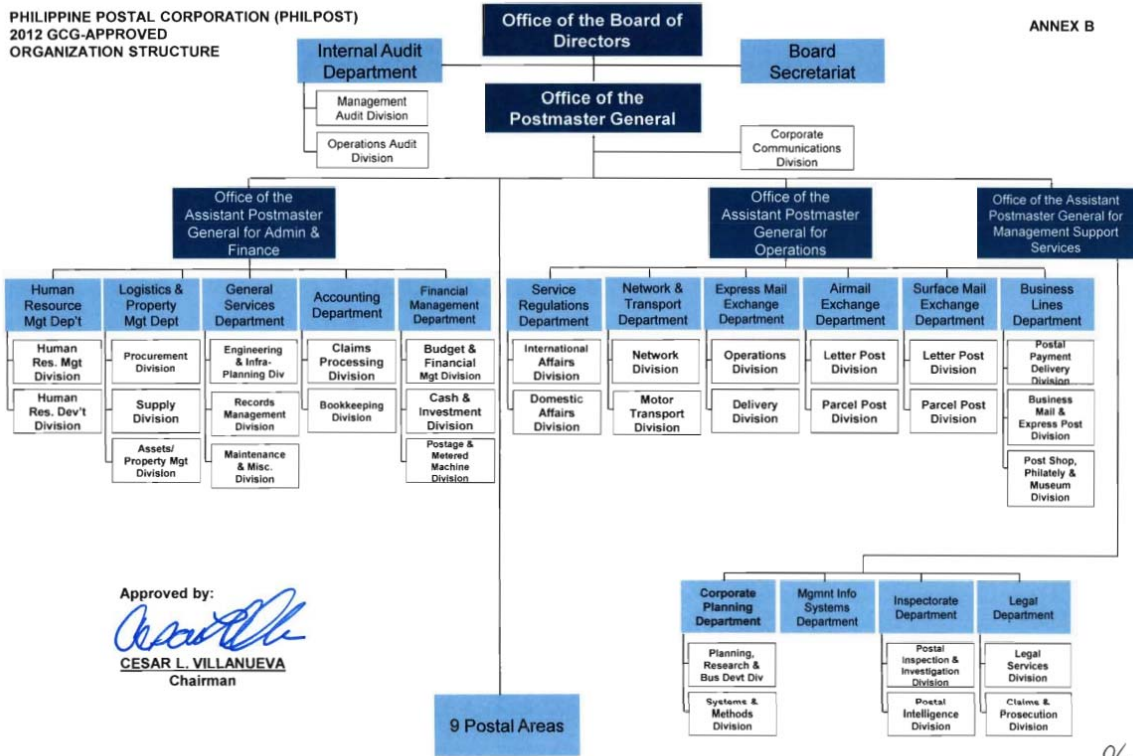 PHILIPPINE POSTAL CORPORATION (PHILPOST)
2012 GCG-APPROVED
ORGANIZATION STRUCTURE
ANNEX B
Office of the Board of
Directors
Internal Audit
Department
Board
Secretariat
Management
Audit Division
Operations Audit
Division
Office of the
Postmaster General
Corporate
Communications
Division
Office of the
Assistant Postmaster
General for Admin &
Finance
Office of the
Assistant Postmaster
General for
Operations
Office of the Assistant
Postmaster General for
Management Support
Services
Human
Resource
Mgt Dep't
Logistics &
Property
Mgt Dept
General
Services
Department
Accounting
Department
Financial
Management
Department
Service
Regulations
Department
Network &
Transport
Department
Express Mail
Exchange
Department
Airmail
Exchange
Department
Surface Mail
Exchange
Department
Business
Lines
Department
Human
Res. Mgt
Division
Procurement
Division
Engineering
& Infra-
Planning Div
Claims
Processing
Division
Budget &
Financial
Mgt Division
International
Affairs
Division
Network
Division
Operations
Division
Letter Post
Division
Letter Post
Division
Postal
Payment
Delivery
Division
Human
Res. Dev't
Division
Supply
Division
Records
Management
Division
Bookkeeping
Division
Cash &
Investment
Division
Domestic
Affairs
Division
Motor
Transport
Division
Delivery
Division
Parcel Post
Division
Parcel Post
Division
Business
Mail &
Express Post
Division
Assets/
Property Mgt
Division
Maintenance
& Misc.
Division
Postage &
Metered
Machine
Division
Post Shop,
Philately &
Museum
Division
Corporate
Planning
Department
Mgmnt Info
Systems
Department
Inspectorate
Department
Legal
Department
Planning,
Research &
Bus Devt Div
Postal
Inspection &
Investigation
Division
Legal
Services
Division
Systems &
Methods
Division
Postal
Intelligence
Division
Claims &
Prosecution
Division
Approved by:
CESAR L. VILLANUEVA
Chairman
9 Postal Areas